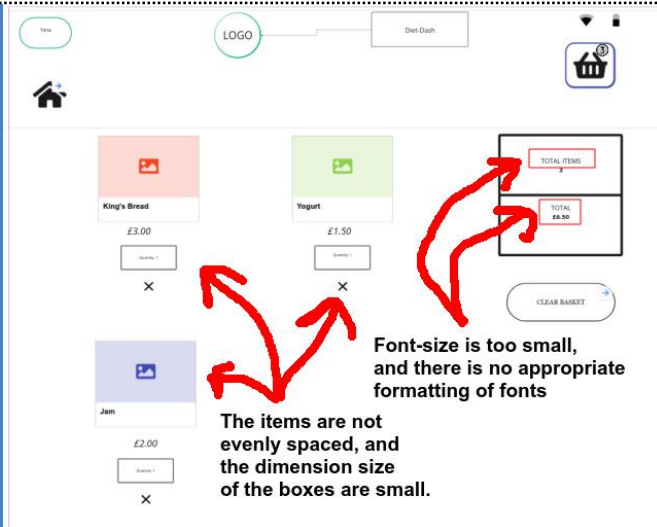 Time
LOGO
Diet-Dash
3
TOTAL ITEMS
3
King's Bread
Yogurt
TOTAL
£6.50
£3.00
£1.50
Quantity: 1
Quantity: 1
CLEAR BASKET
Font-size is too small,
and there is no appropriate
formatting of fonts
Jam
The items are not
evenly spaced, and
the dimension size
of the boxes are small.
£2.00
Quantity: 1